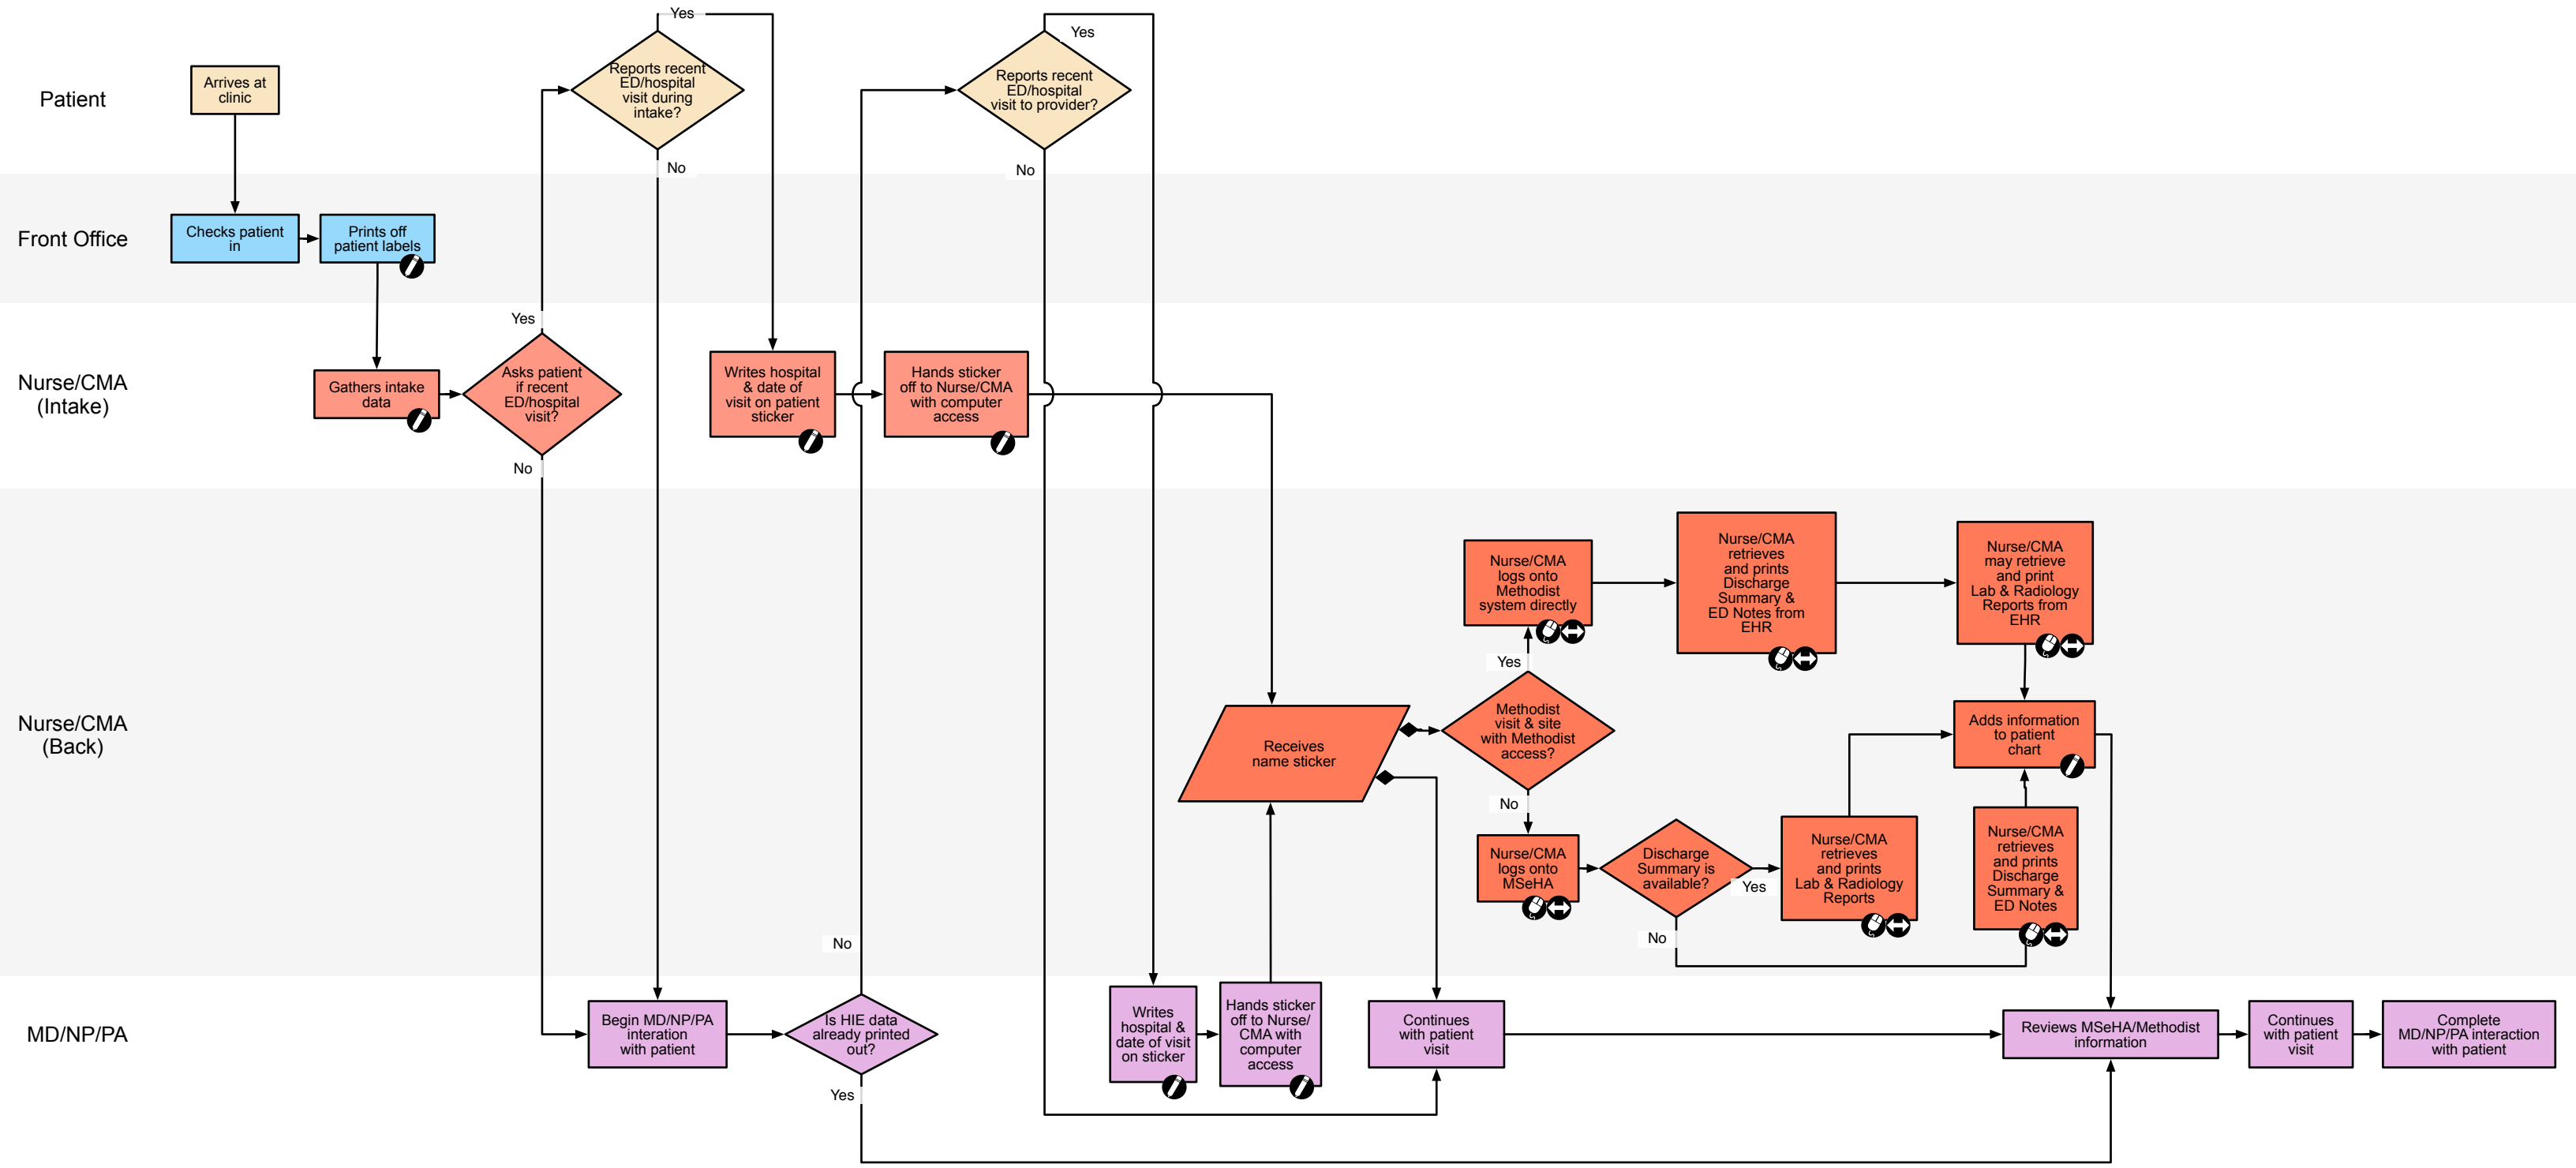 Patient
Arrives at
clinic
Yes
Reports recent
ED/hospital
visit during
intake?
No
Reports recent
ED/hospital
visit to provider?
Yes
No
Front Office
Checks patient
in
Prints off
patient labels
Nurse/CMA
(Intake)
Gathers intake
data
Yes
Asks patient
if recent
ED/hospital
visit?
No
Writes hospital
& date of
visit on patient
sticker
Hands sticker
off to Nurse/CMA
with computer
access
Nurse/CMA
(Back)
Receives
name sticker
Methodist
visit & site
with Methodist
access?
Yes
No
Nurse/CMA
logs onto
Methodist
system directly
Nurse/CMA
retrieves
and prints
Discharge
Summary &
ED Notes from
EHR
Nurse/CMA
may retrieve
and print
Lab & Radiology
Reports from
EHR
Adds information
to patient
chart
Nurse/CMA
logs onto
MSeHA
Discharge
Summary is
available?
Yes
No
Nurse/CMA
retrieves
and prints
Lab & Radiology
Reports
Nurse/CMA
retrieves
and prints
Discharge
Summary &
ED Notes
MD/NP/PA
Begin MD/NP/PA
interation
with patient
No
Is HIE data
already printed
out?
Yes
Writes
hospital &
date of visit
on sticker
Hands sticker
off to Nurse/
CMA with
computer
access
Continues
with patient
visit
Reviews MSeHA/Methodist
information
Continues
with patient
visit
Complete
MD/NP/PA interaction
with patient